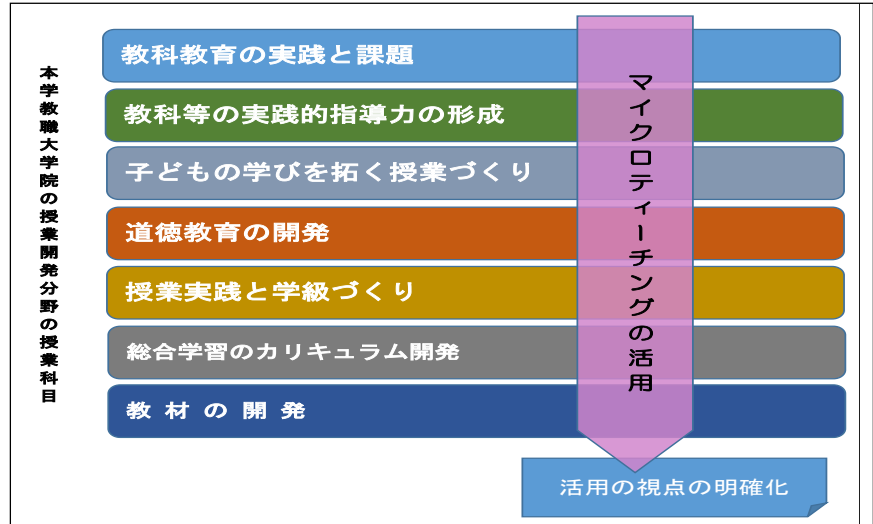 本学教職大学院の授業開発分野の授業科目
教科教育の実践と課題
教科等の実践的指導力の形成
子どもの学びを拓く授業づくり
道徳教育の開発
授業実践と学級づくり
総合学習のカリキュラム開発
教材の開発
マイクロティーチングの活用
活用の視点の明確化